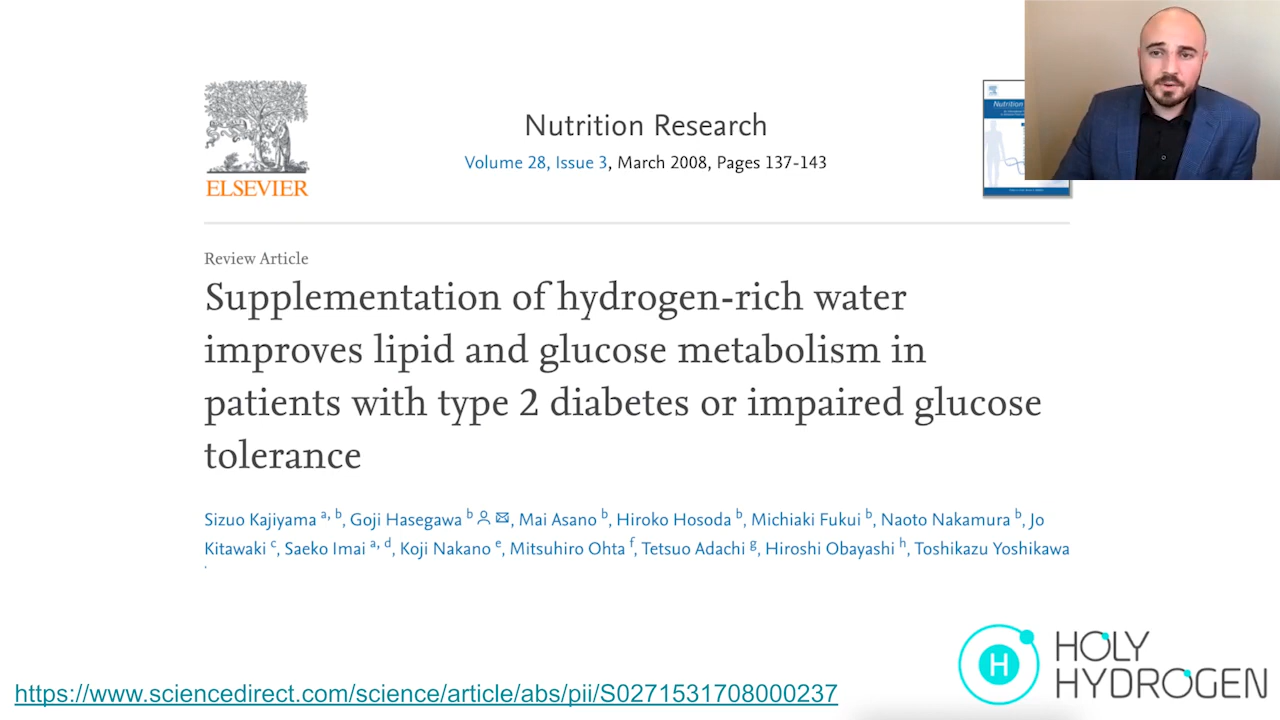 ELSEVIER
Nutrition Research
Volume 28, Issue 3, March 2008, Pages 137-143
Nutrition
Review Article
Supplementation of hydrogen-rich water
improves lipid and glucose metabolism in
patients with type 2 diabetes or impaired glucose
tolerance
Sizuo Kajiyama a, b, Goji Hasegawa b, Mai Asano b, Hiroko Hosoda b, Michiaki Fukui b, Naoto Nakamura b, Jo
Kitawaki c, Saeko Imai a, d, Koji Nakano e, Mitsuhiro Ohta f, Tetsuo Adachi g, Hiroshi Obayashi h, Toshikazu Yoshikawa
H
HOLY
HYDROGEN
https://www.sciencedirect.com/science/article/abs/pii/S0271531708000237